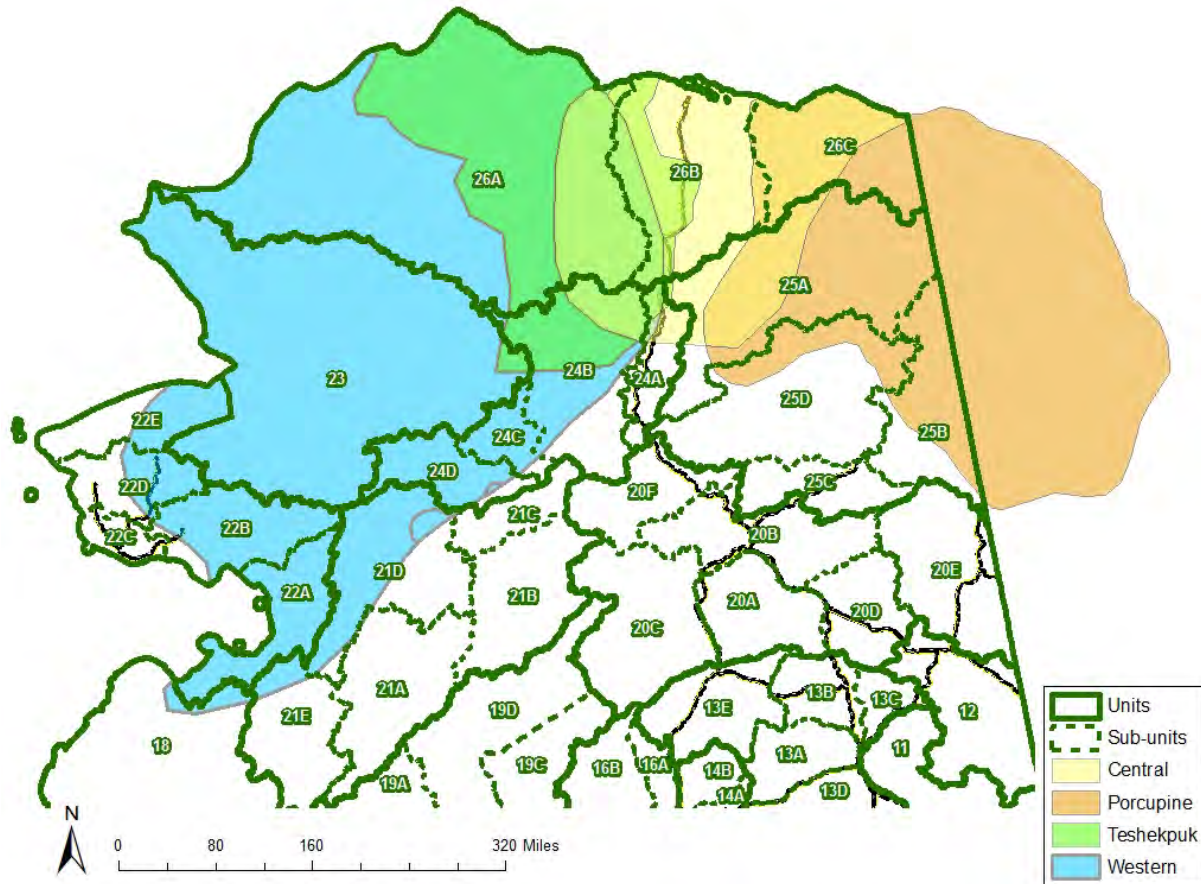 26C
26B
26A
25A
23
24B
24A
25D
22E
24C
25B
24D
22D
25C
20F
21C
22B
22C
20B
21D
20E
22A
21B
20A
20D
20C
21A
13B
13C
12
21E
13E
19D
18
11
13A
19C
16B
16A
14B
19A
14A
13D
Units
Sub-units
Central
Porcupine
Teshekpuk
Western
N
0 80 160 320 Miles